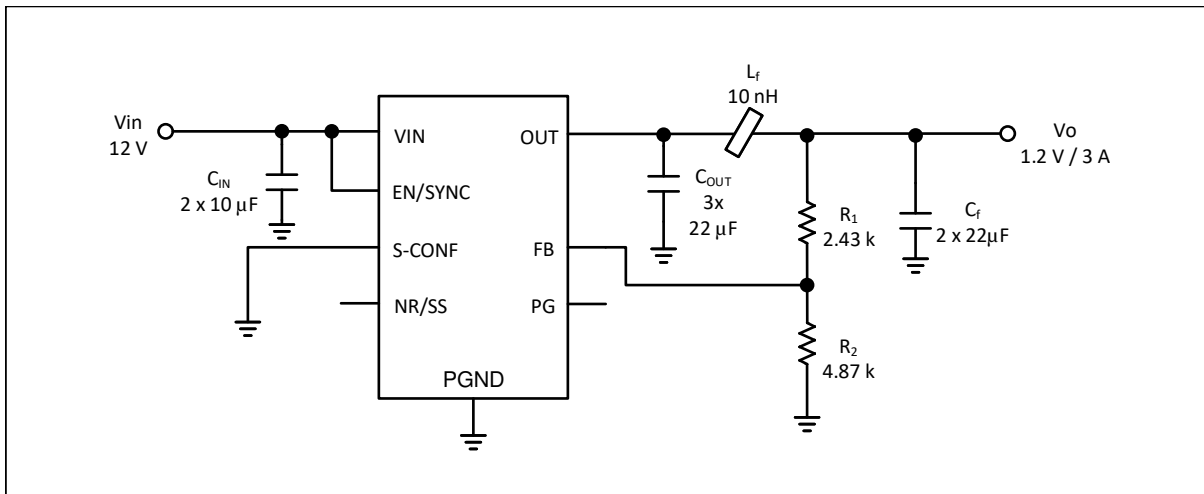 Vin
12 V
C_IN
2 x 10 μF
VIN
EN/SYNC
S-CONF
NR/SS
PGND
OUT
FB
PG
C_OUT
3x
22 μF
L_f
10 nH
R_1
2.43 k
R_2
4.87 k
C_f
2 x 22μF
Vo
1.2 V / 3 A